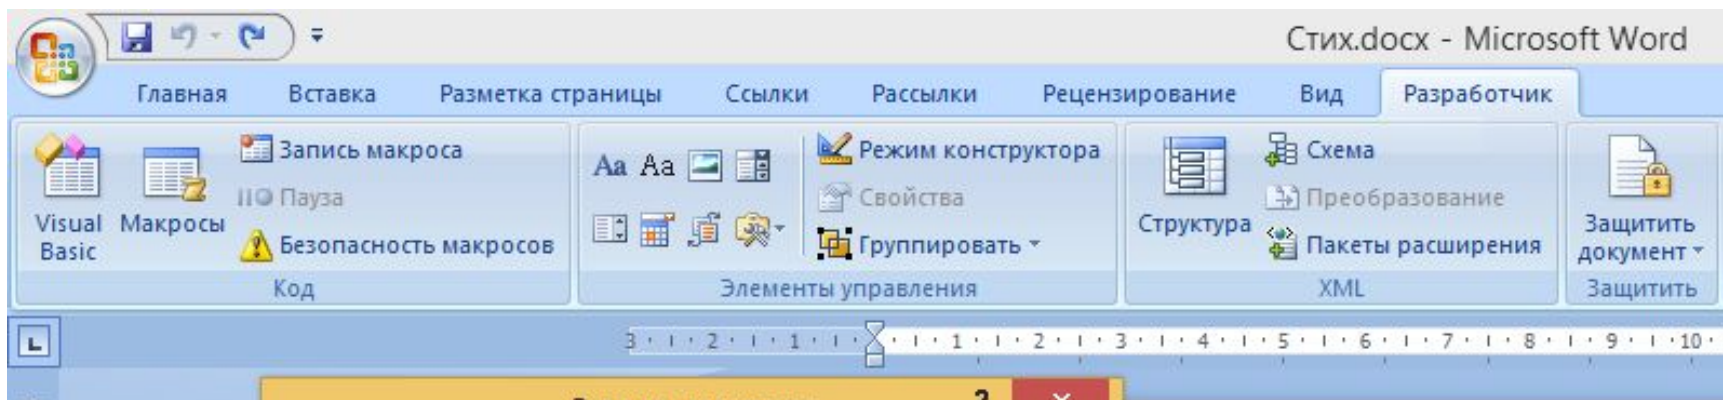 Стих.docx - Microsoft Word
Главная Вставка Разметка страницы Ссылки Рассылки Рецензирование Вид Разработчик
Visual Basic
Макросы
Запись макроса
Пауза
Безопасность макросов
Код
Aa Aa
Режим конструктора
Свойства
Группировать
Элементы управления
Структура
Схема
Преобразование
Пакеты расширения
XML
Защитить документ
Защитить
L
3 2 1 1 2 3 4 5 6 7 8 9 10
?